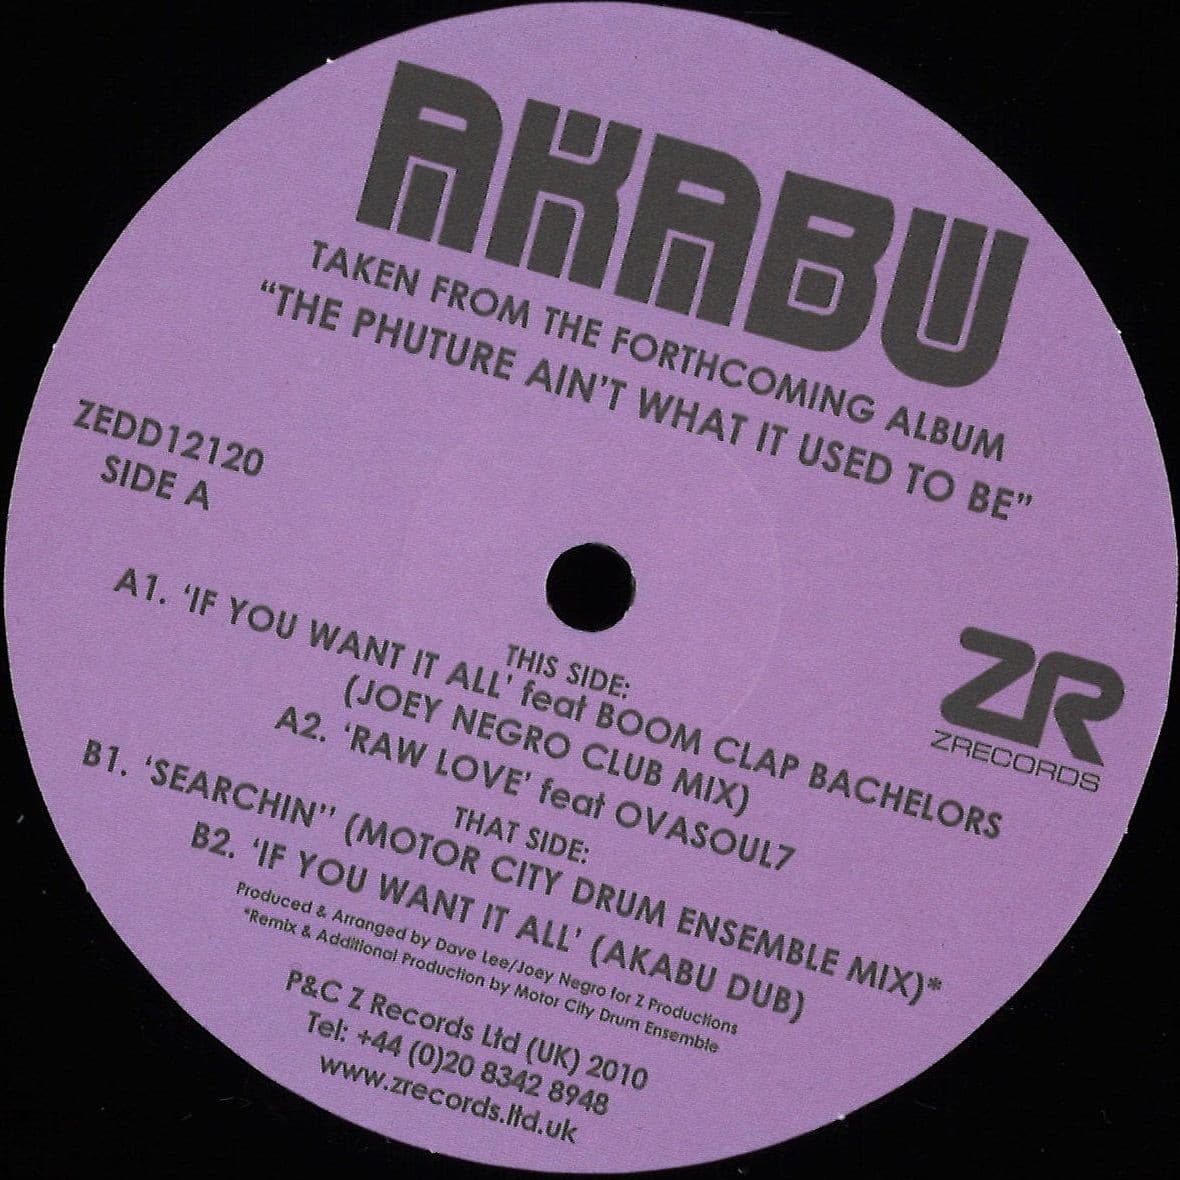 AKABU
TAKEN FROM THE FORTHCOMING ALBUM
“THE PHUTURE AIN'T WHAT IT USED TO BE”
ZEDD12120
SIDE A
ZR
ZRECORDS
THIS SIDE:
A1. ‘IF YOU WANT IT ALL' feat BOOM CLAP BACHELORS
(JOEY NEGRO CLUB MIX)
A2. ‘RAW LOVE' feat OVASOUL7
THAT SIDE:
B1. ‘SEARCHIN'' (MOTOR CITY DRUM ENSEMBLE MIX)*
B2. ‘IF YOU WANT IT ALL' (AKABU DUB)
Produced & Arranged by Dave Lee/Joey Negro for Z Productions
*Remix & Additional Production by Motor City Drum Ensemble
P&C Z Records Ltd (UK) 2010
Tel: +44 (0)20 8342 8948
www.zrecords.ltd.uk